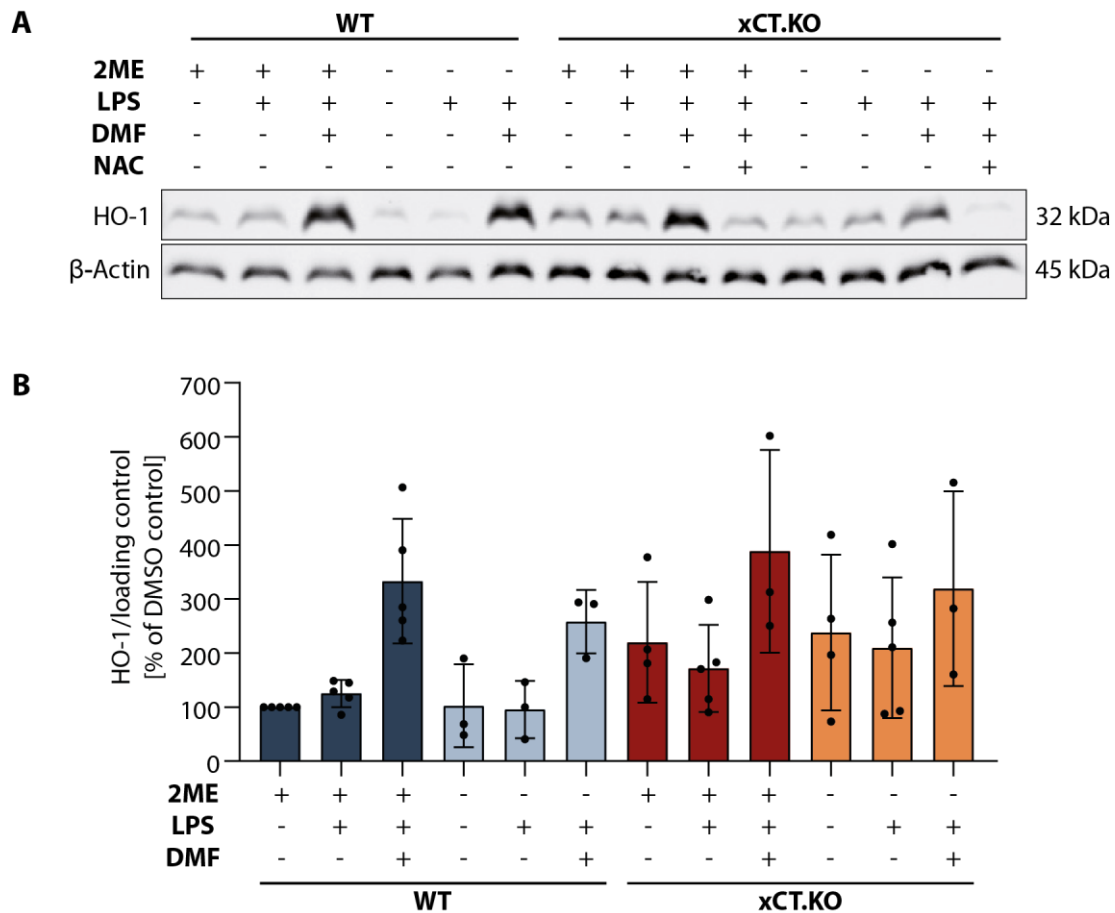 A
WT xCT.KO
2ME + + + - - - + + + + - - - -
LPS - + + - + + - + + + - + + +
DMF - - + - - + - - + + - - + +
NAC - - - - - - - - - + - - - +
HO-1 32 kDa
β-Actin 45 kDa
B
HO-1/loading control
[% of DMSO control]
700
600
500
400
300
200
100
0
2ME + + + - - - + + + - - -
LPS - + + - + + - + + - + +
DMF - - + - - + - - + - - +
WT xCT.KO